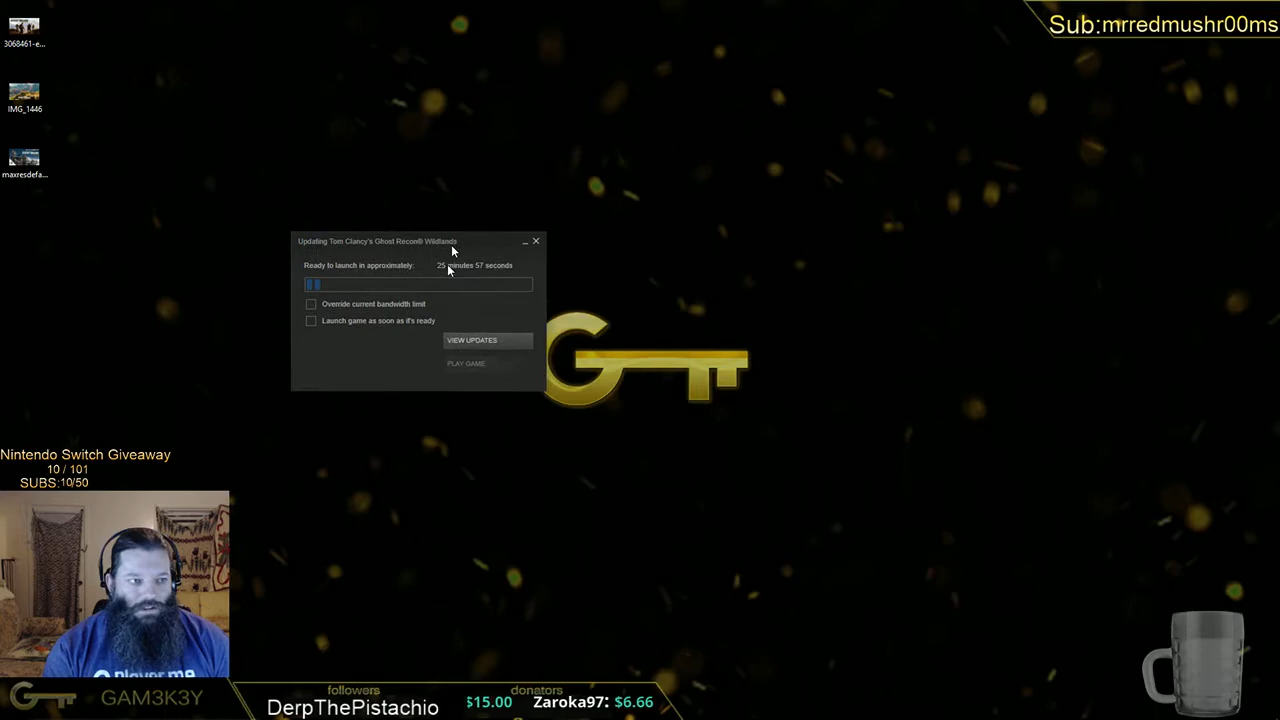 Sub:mrredmushr00ms
3068461-e...
IMG_1446
maxresdefa...
Updating Tom Clancy's Ghost Recon® Wildlands
Ready to launch in approximately: 25 minutes 57 seconds
Override current bandwidth limit
Launch game as soon as it's ready
VIEW UPDATES
PLAY GAME
Nintendo Switch Giveaway
10 / 101
SUBS:10/50
player.me
GAM3K3Y
followers
DerpThePistachio
donators
$15.00 Zaroka97: $6.66